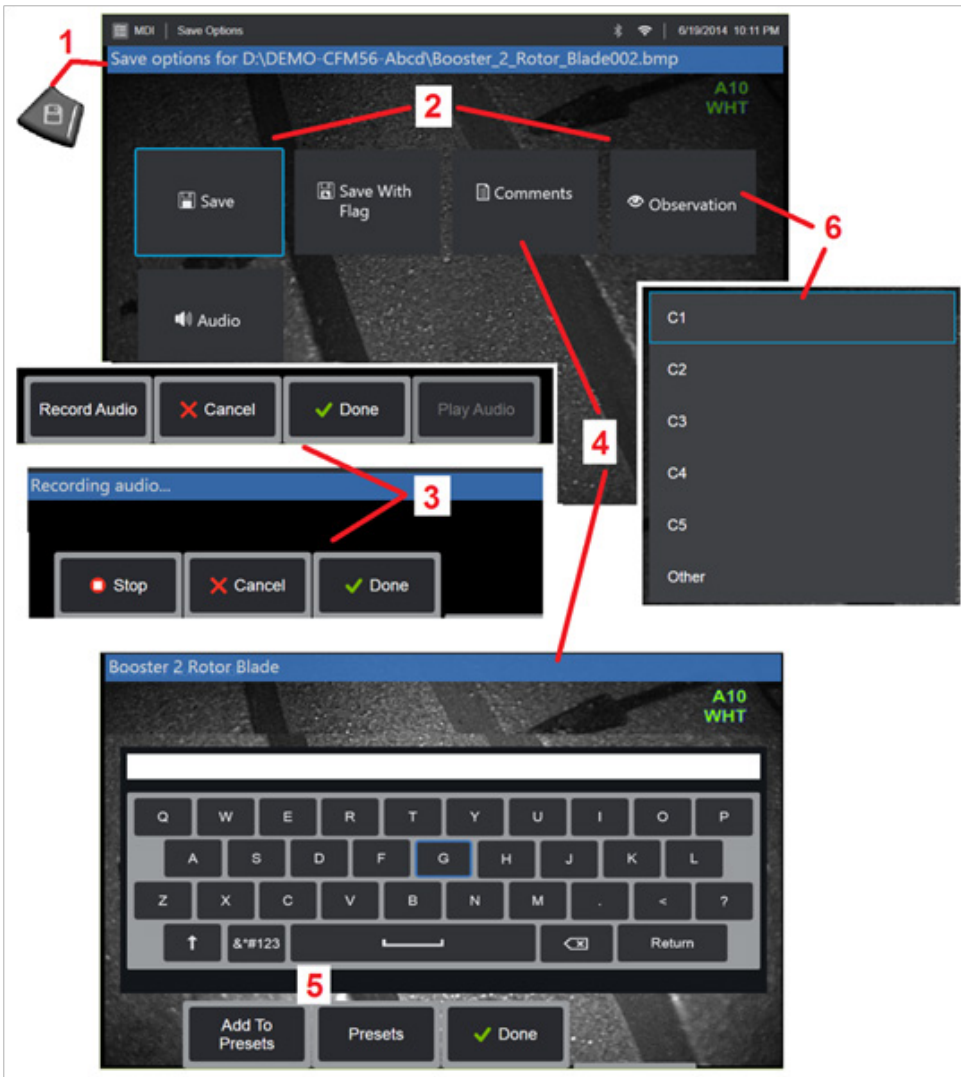 MDI | Save Options 6/19/2014 10:11 PM
1
Save options for D:\DEMO-CFM56-Abcd\Booster_2_Rotor_Blade002.bmp
A10
WHT
2
Save
Save With
Flag
Comments
Observation
6
Audio
C1
C2
C3
C4
C5
Other
Record Audio
Cancel
Done
Play Audio
4
Recording audio...
3
Stop
Cancel
Done
Booster 2 Rotor Blade
A10
WHT
Q W E R T Y U I O P
A S D F G H J K L
Z X C V B N M . < ?
↑ &*#123 Return
5
Add To
Presets
Presets
Done